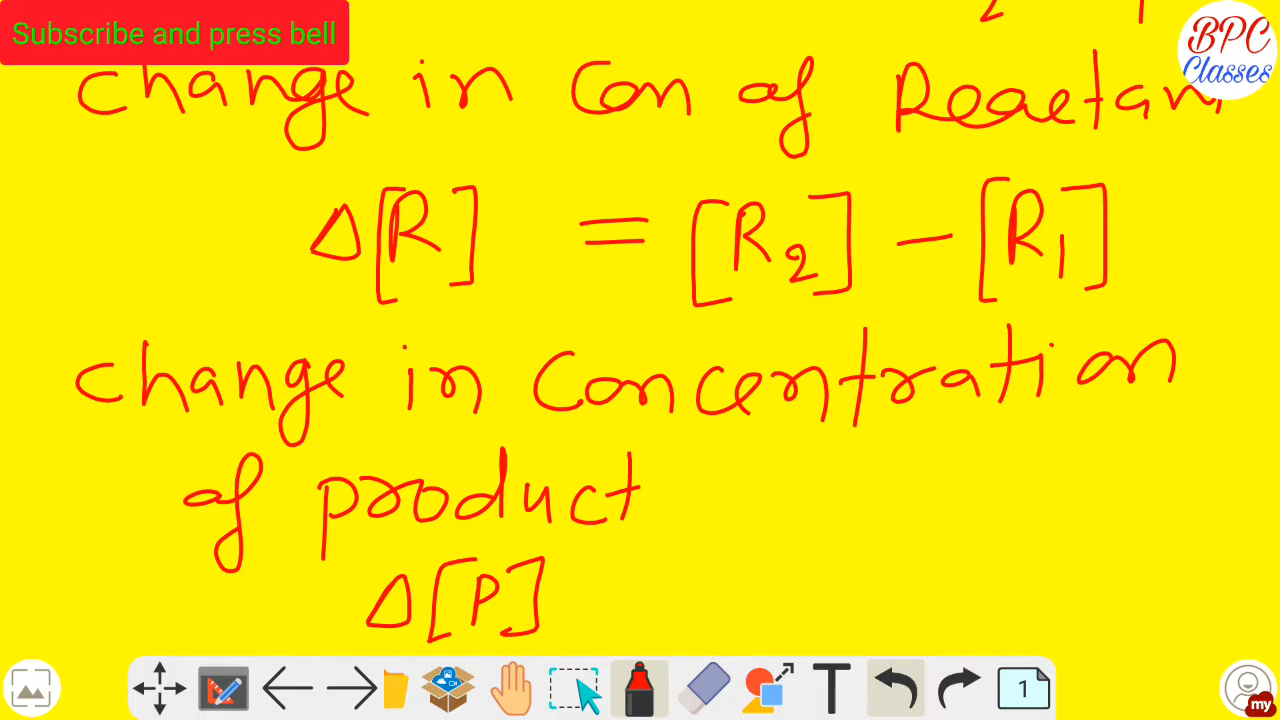 Subscribe and press bell
BPC
Classes
2
change in Con of Reactant
Δ[R] = [R₂] - [R₁]
change in Concentration
of product
Δ[P]
1
my